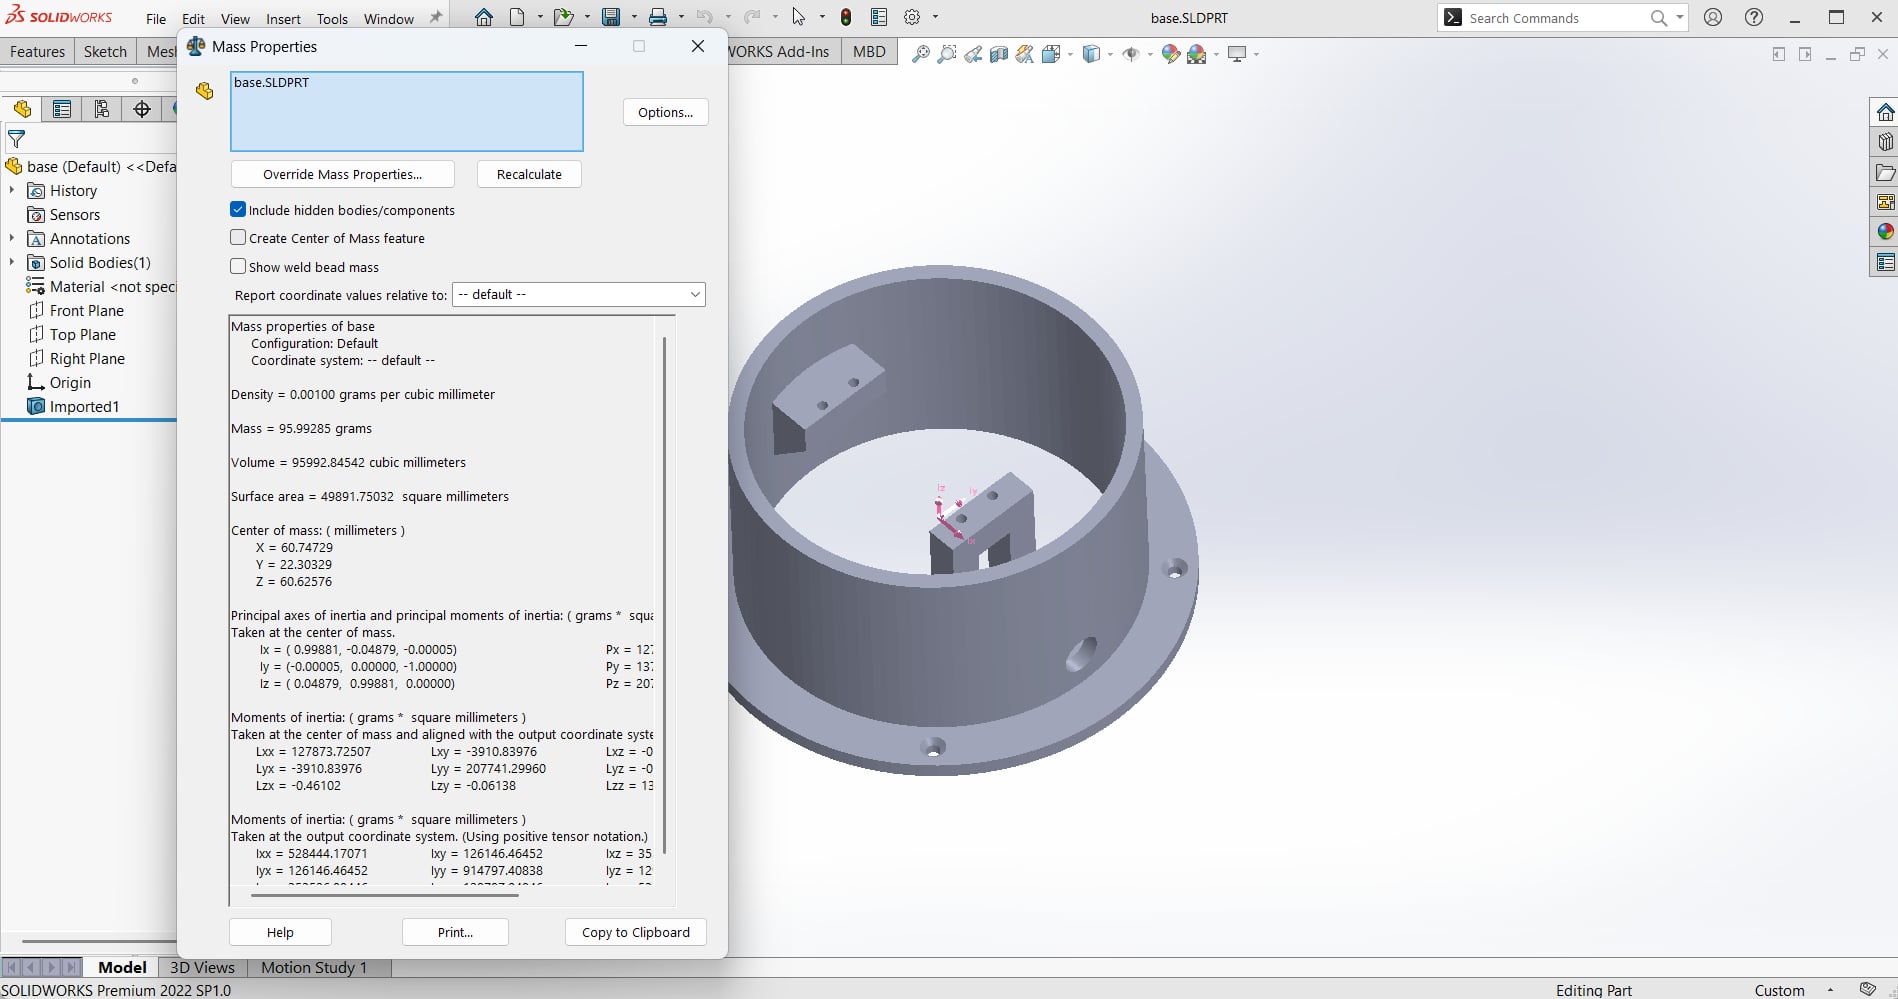 SOLIDWORKS File Edit View Insert Tools Window base.SLDPRT Search Commands
Features Sketch Mesh WORKS Add-Ins MBD
Mass Properties
base.SLDPRT
Options...
Override Mass Properties... Recalculate
Include hidden bodies/components
Create Center of Mass feature
Show weld bead mass
Report coordinate values relative to: -- default --
base (Default) <<Defa
History
Sensors
Annotations
Solid Bodies(1)
Material <not speci
Front Plane
Top Plane
Right Plane
Origin
Imported1
Mass properties of base
Configuration: Default
Coordinate system: -- default --
Density = 0.00100 grams per cubic millimeter
Mass = 95.99285 grams
Volume = 95992.84542 cubic millimeters
Surface area = 49891.75032 square millimeters
Center of mass: ( millimeters )
X = 60.74729
Y = 22.30329
Z = 60.62576
Principal axes of inertia and principal moments of inertia: ( grams * squa
Taken at the center of mass.
Ix = ( 0.99881, -0.04879, -0.00005) Px = 127
Iy = (-0.00005, 0.00000, -1.00000) Py = 137
Iz = ( 0.04879, 0.99881, 0.00000) Pz = 207
Moments of inertia: ( grams * square millimeters )
Taken at the center of mass and aligned with the output coordinate syste
Lxx = 127873.72507 Lxy = -3910.83976 Lxz = -0
Lyx = -3910.83976 Lyy = 207741.29960 Lyz = -0
Lzx = -0.46102 Lzy = -0.06138 Lzz = 13
Moments of inertia: ( grams * square millimeters )
Taken at the output coordinate system. (Using positive tensor notation.)
Ixx = 528444.17071 Ixy = 126146.46452 Ixz = 35
Iyx = 126146.46452 Iyy = 914797.40838 Iyz = 12
Help Print... Copy to Clipboard
Iz
Iy
Ix
Model 3D Views Motion Study 1
SOLIDWORKS Premium 2022 SP1.0 Editing Part Custom